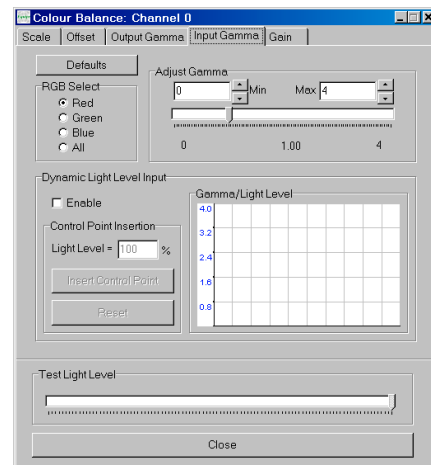 Colour Balance: Channel 0
Scale Offset Output Gamma Input Gamma Gain
Defaults
RGB Select
Red
Green
Blue
All
Adjust Gamma
0 Min Max 4
0 1.00 4
Dynamic Light Level Input
Enable
Control Point Insertion
Light Level = 100 %
Insert Control Point
Reset
Gamma/Light Level
4.0
3.2
2.4
1.6
0.8
Test Light Level
Close